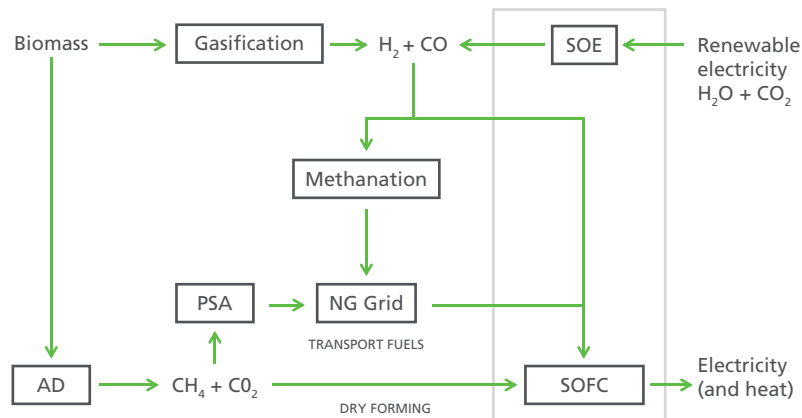 Biomass
Gasification
H₂ + CO
SOE
Renewable
electricity
H₂O + CO₂
Methanation
PSA
NG Grid
TRANSPORT FUELS
AD
CH₄ + C0₂
DRY FORMING
SOFC
Electricity
(and heat)